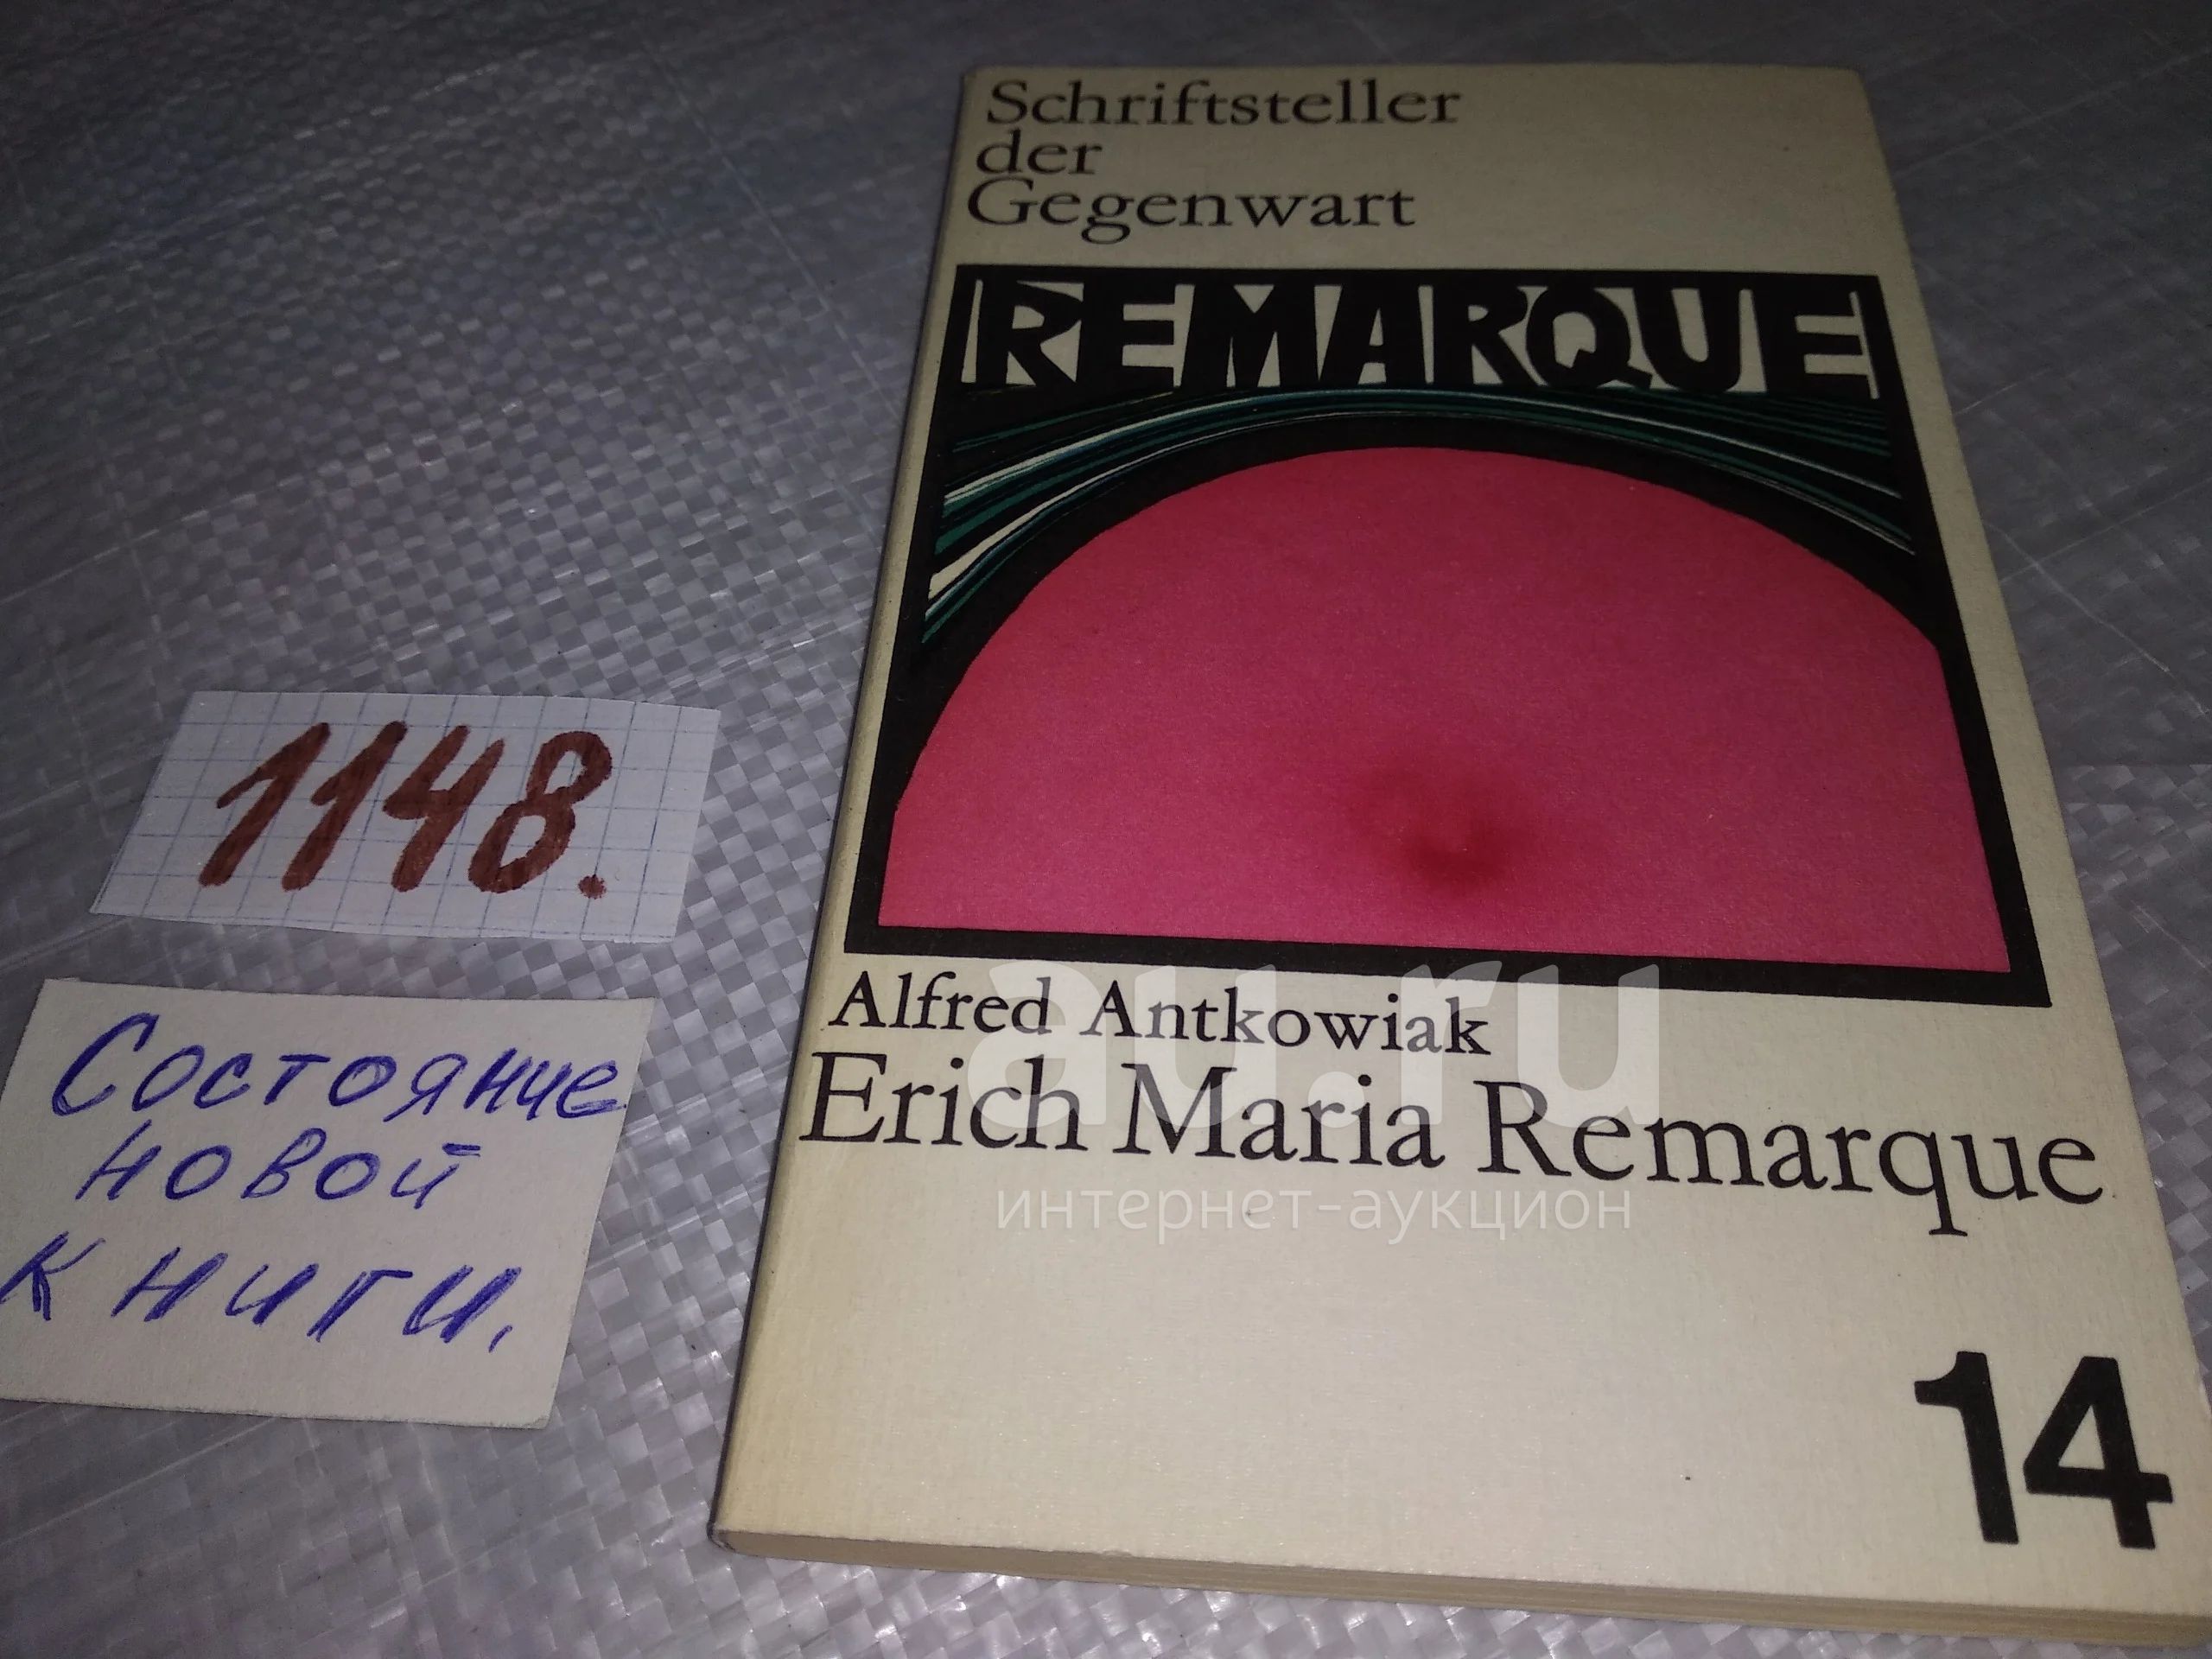 Schriftsteller
der
Gegenwart
REMARQUE
Alfred Antkowiak
Erich Maria Remarque
14
1148.
Состояние
новой
книги.
au.ru
интернет-аукцион